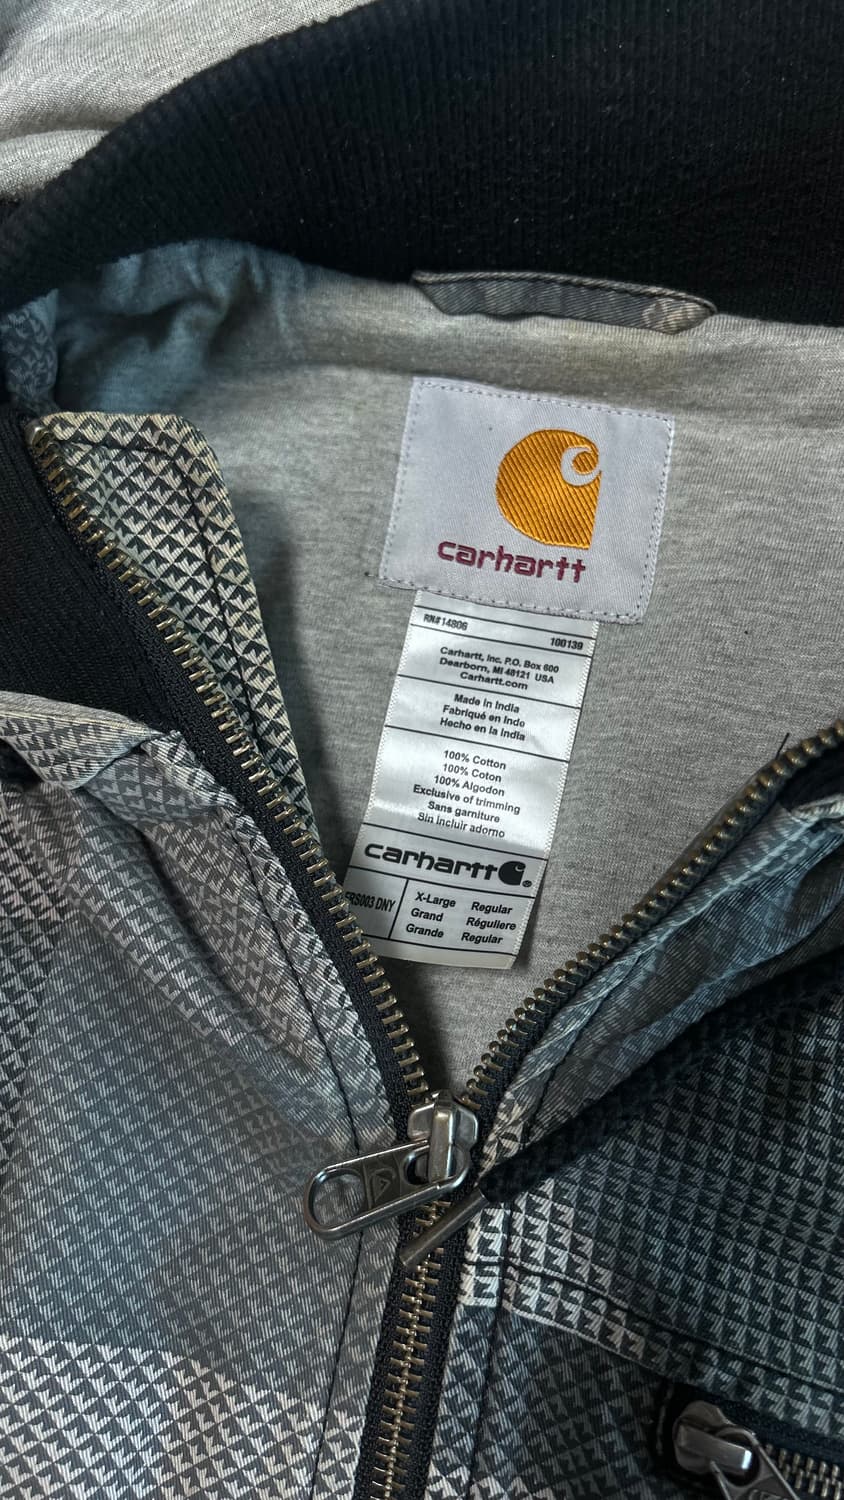 carhartt
RN#14806 100139
Carhartt, Inc. P.O. Box 600
Dearborn, MI 48121 USA
Carhartt.com
Made in India
Fabriqué en Inde
Hecho en la India
100% Cotton
100% Coton
100% Algodon
Exclusive of trimming
Sans garniture
Sin incluir adorno
carhartt
DNY X-Large Regular
Grand Réguliere
Grande Regular